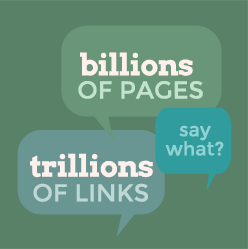 billions
OF PAGES
say
what?
trillions
OF LINKS